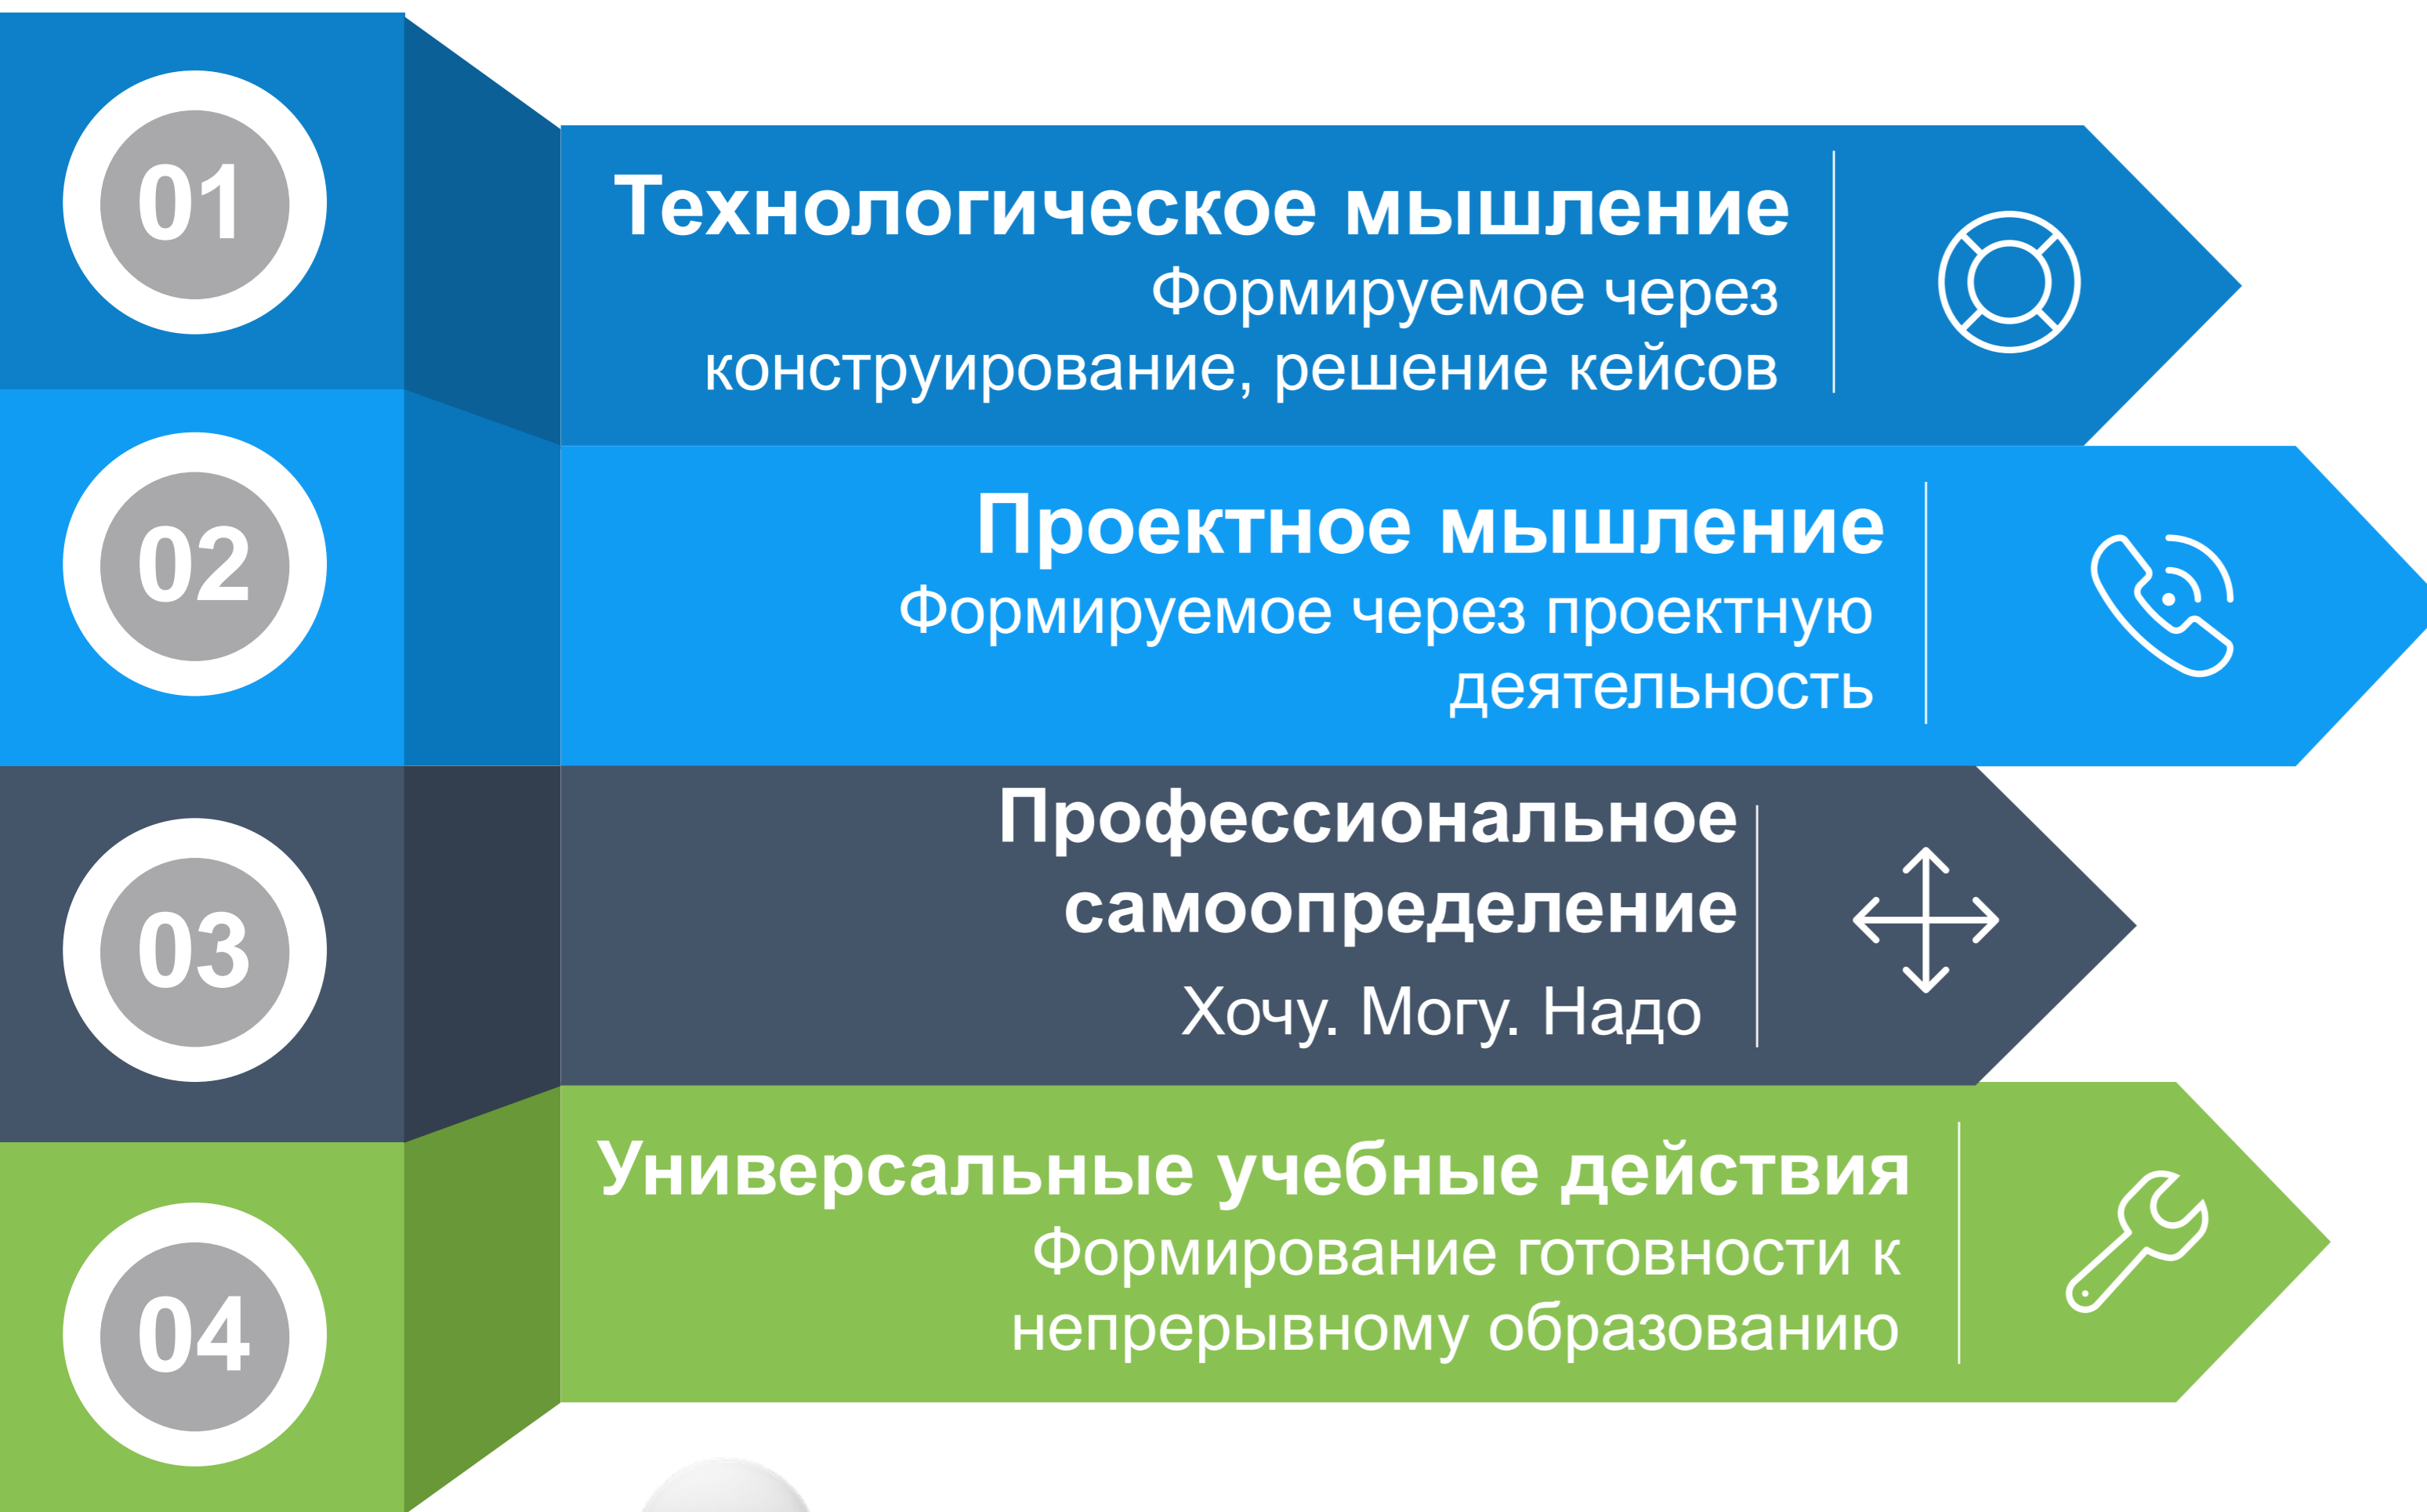 01
Технологическое мышление
Формируемое через
конструирование, решение кейсов
02
Проектное мышление
Формируемое через проектную
деятельность
03
Профессиональное
самоопределение
Хочу. Могу. Надо
04
Универсальные учебные действия
Формирование готовности к
непрерывному образованию